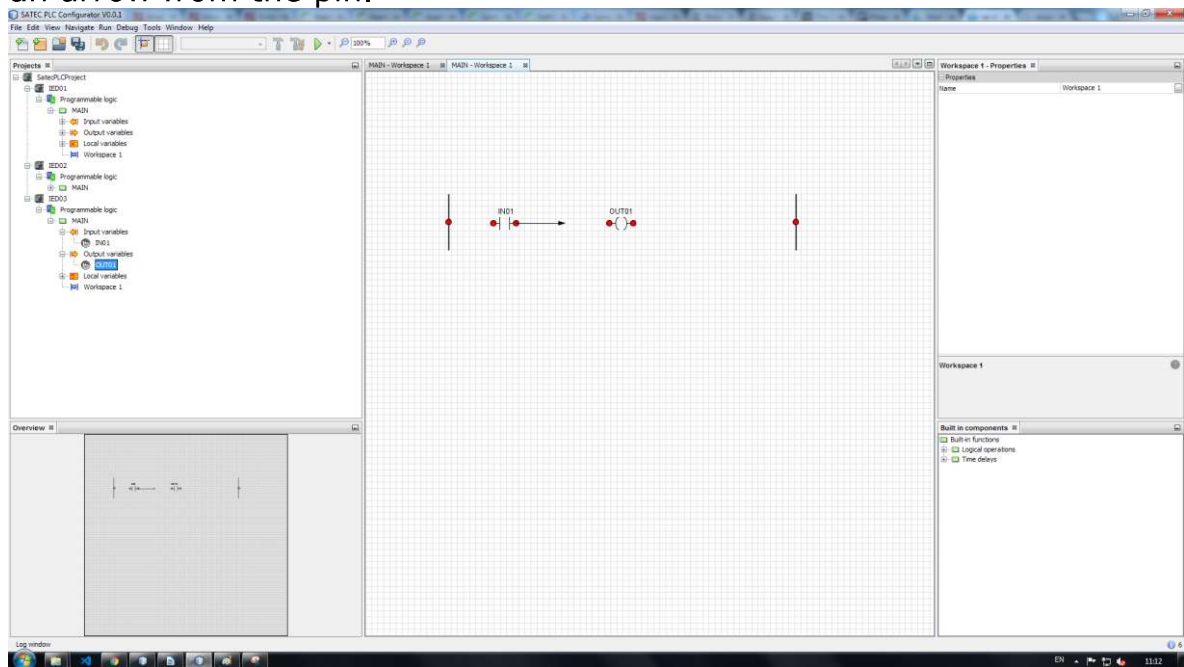 an arrow from the pin.
SATEC PLC Configurator V0.0.1
File Edit View Navigate Run Debug Tools Window Help
100%
Projects
SatecPLCProject
IED01
Programmable logic
MAIN
Input variables
Output variables
Local variables
Workspace 1
IED02
Programmable logic
MAIN
IED03
Programmable logic
MAIN
Input variables
IN01
Output variables
OUT01
Local variables
Workspace 1
MAIN - Workspace 1
MAIN - Workspace 1
IN01
OUT01
Workspace 1 - Properties
Properties
Name Workspace 1
Workspace 1
Overview
Built in components
Built-in functions
Logical operations
Time delays
Log window
6
EN
11:12